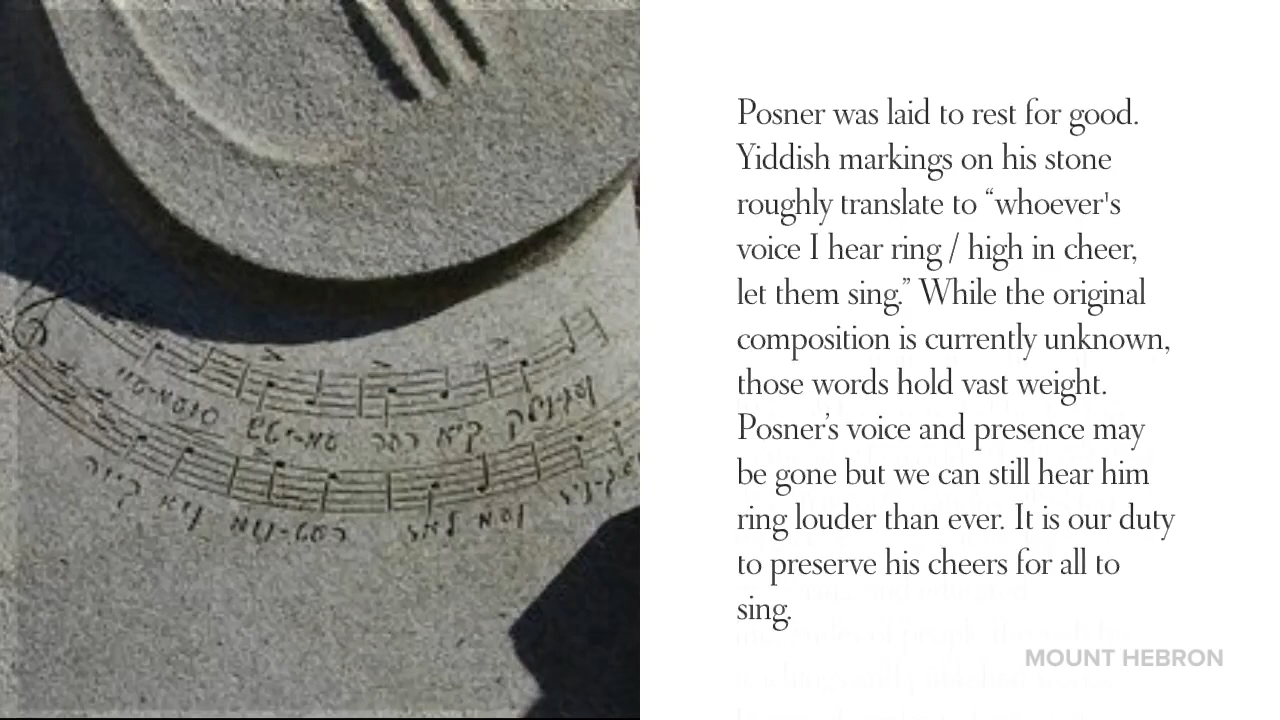 Posner was laid to rest for good.
Yiddish markings on his stone
roughly translate to “whoever's
voice I hear ring / high in cheer,
let them sing.” While the original
composition is currently unknown,
those words hold vast weight.
Posner’s voice and presence may
be gone but we can still hear him
ring louder than ever. It is our duty
to preserve his cheers for all to
sing.
MOUNT HEBRON